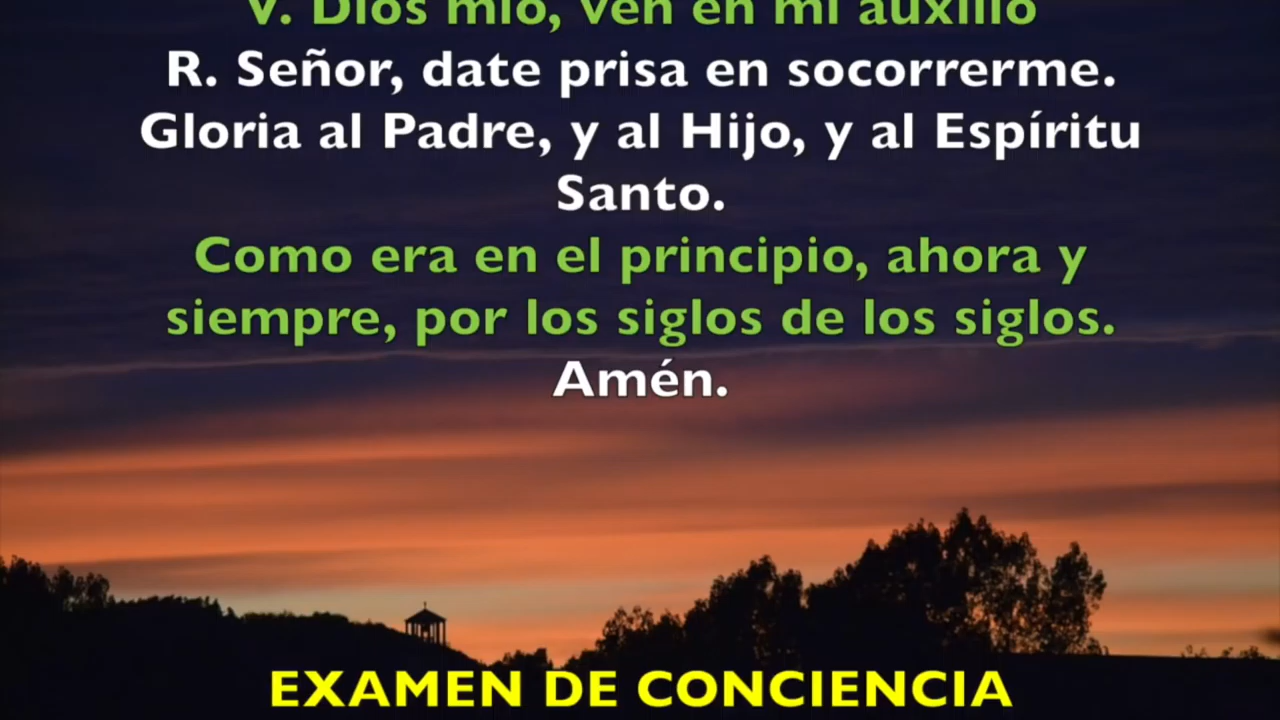 V. Dios mío, ven en mi auxilio
R. Señor, date prisa en socorrerme.
Gloria al Padre, y al Hijo, y al Espíritu
Santo.
Como era en el principio, ahora y
siempre, por los siglos de los siglos.
Amén.
EXAMEN DE CONCIENCIA